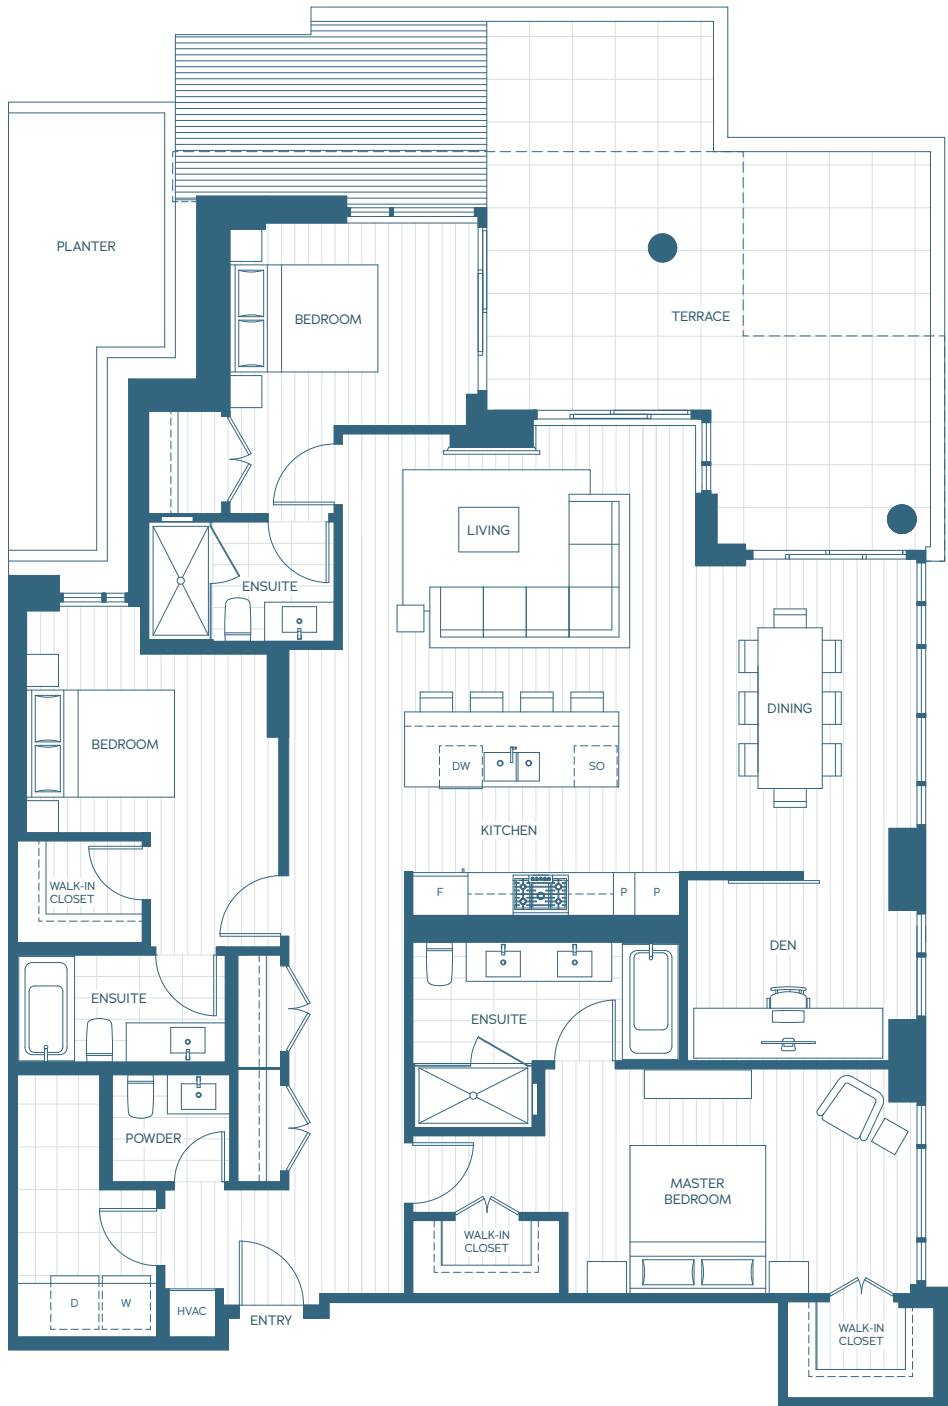 PLANTER
BEDROOM
TERRACE
LIVING
ENSUITE
DINING
BEDROOM
DW
SO
KITCHEN
WALK-IN
CLOSET
F
P
P
DEN
ENSUITE
ENSUITE
POWDER
MASTER
BEDROOM
WALK-IN
CLOSET
D
W
HVAC
ENTRY
WALK-IN
CLOSET